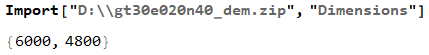 Import["D:\\gt30e020n40_dem.zip", "Dimensions"]
{6000, 4800}